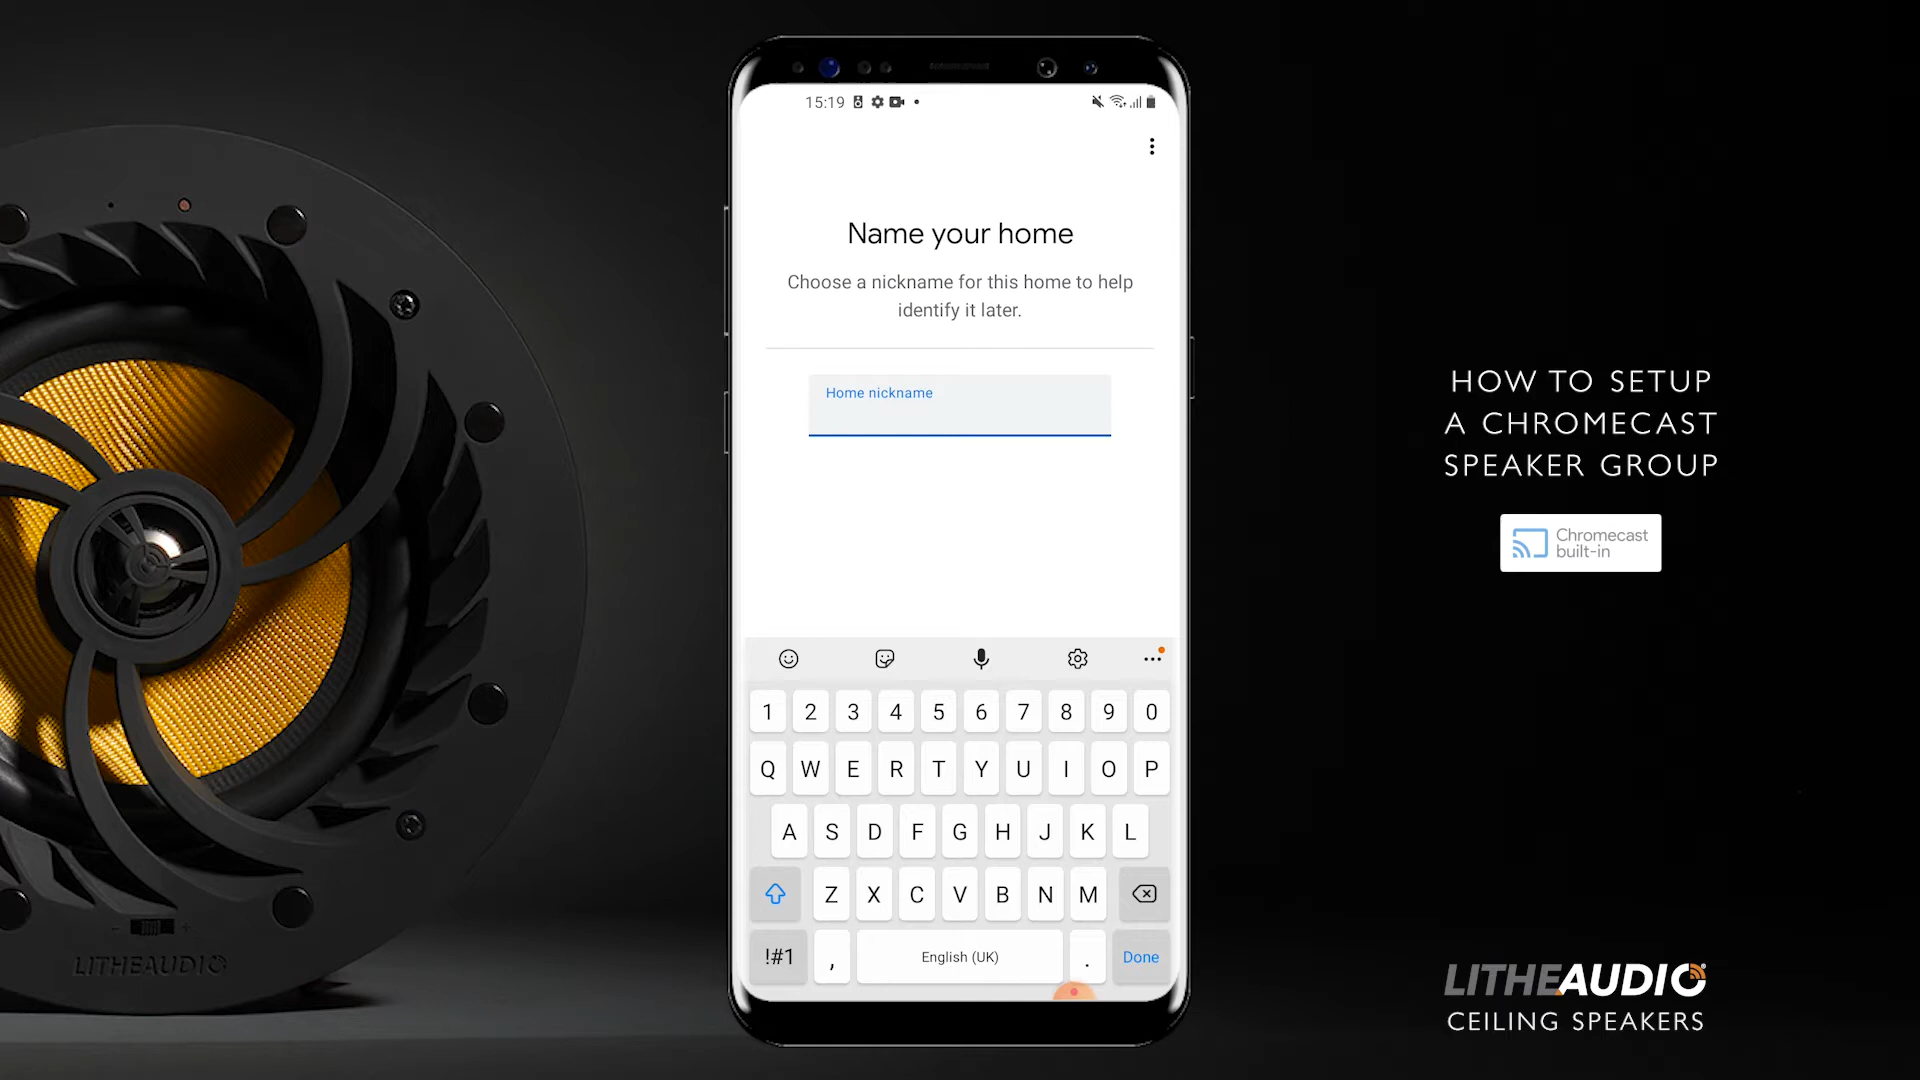 15:19
Name your home
Choose a nickname for this home to help
identify it later.
Home nickname
1 2 3 4 5 6 7 8 9 0
Q W E R T Y U I O P
A S D F G H J K L
Z X C V B N M
!#1 , English (UK) . Done
HOW TO SETUP
A CHROMECAST
SPEAKER GROUP
Chromecast
built-in
LITHEAUDIO
LITHEAUDIO
CEILING SPEAKERS